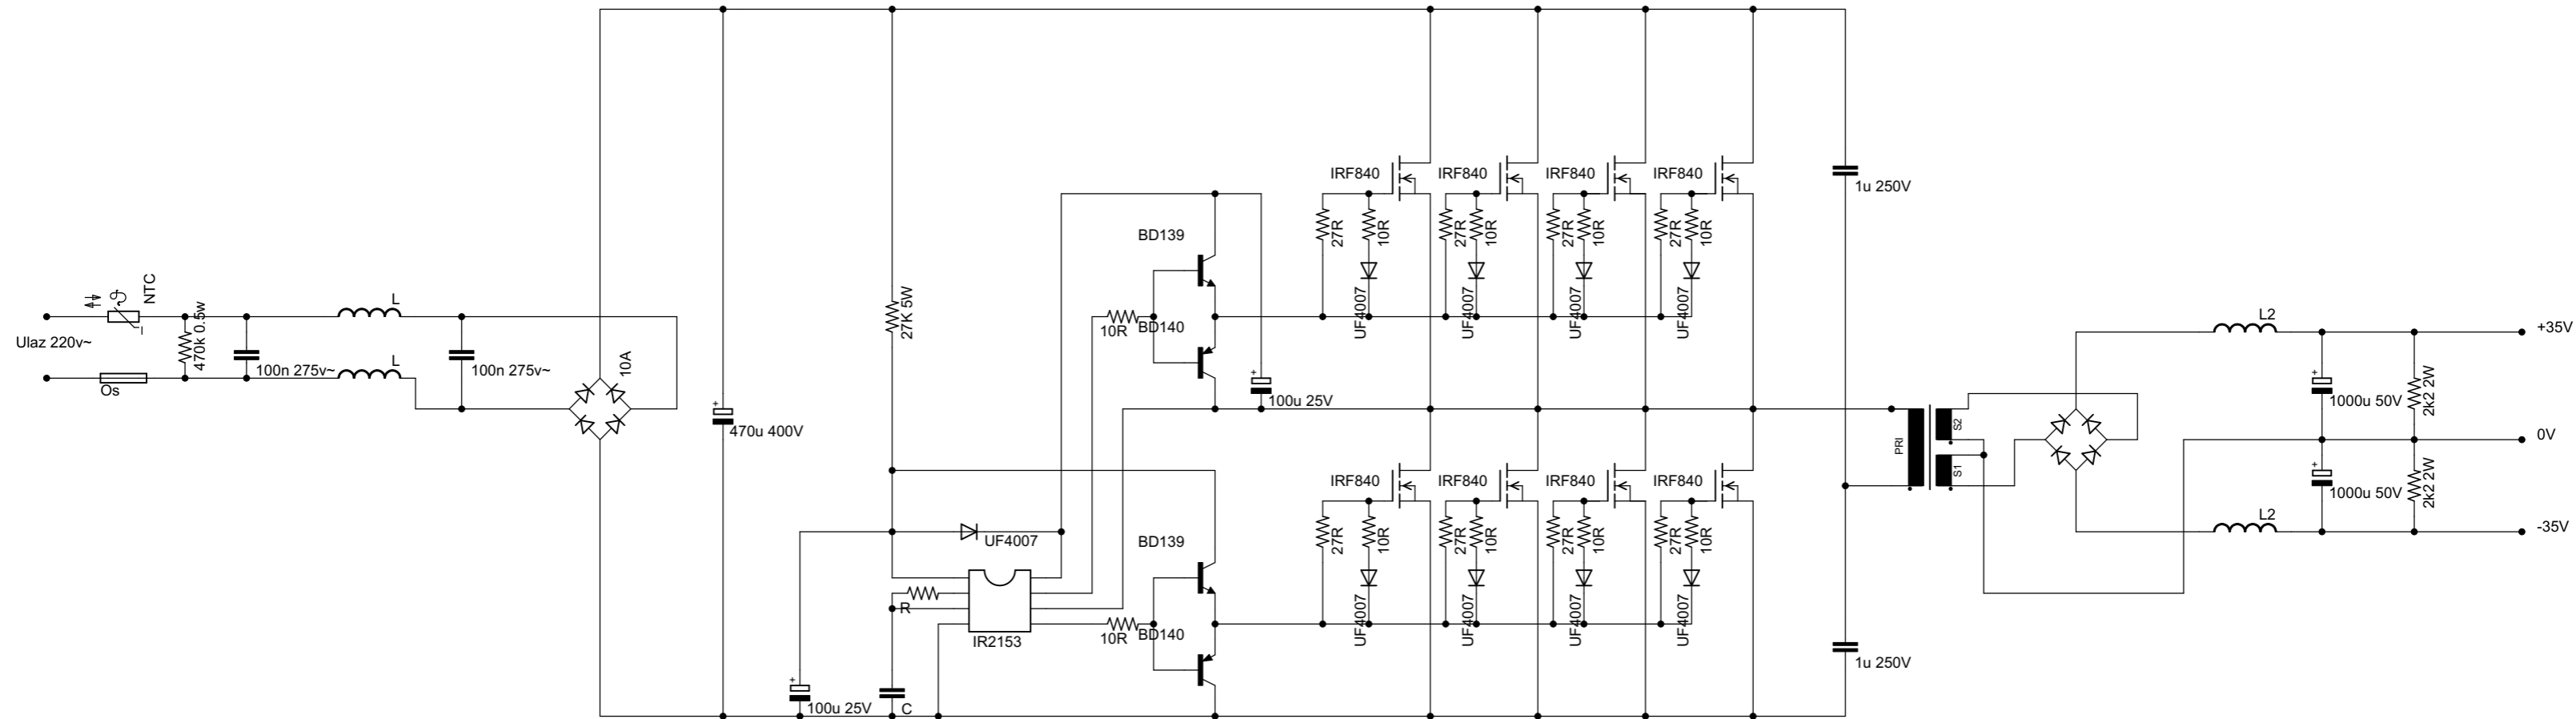 Ulaz 220v~
NTC
Os
470k 0.5w
100n 275v~
L
L
100n 275v~
10A
470u 400V
27K 5W
100u 25V
C
R
UF4007
IR2153
10R
BD139
BD140
100u 25V
10R
BD139
BD140
IRF840
IRF840
IRF840
IRF840
27R
10R
27R
10R
27R
10R
27R
10R
UF4007
UF4007
UF4007
UF4007
IRF840
IRF840
IRF840
IRF840
27R
10R
27R
10R
27R
10R
27R
10R
UF4007
UF4007
UF4007
UF4007
1u 250V
1u 250V
PRI
S2
S1
L2
L2
1000u 50V
1000u 50V
2k2 2W
2k2 2W
+35V
0V
-35V